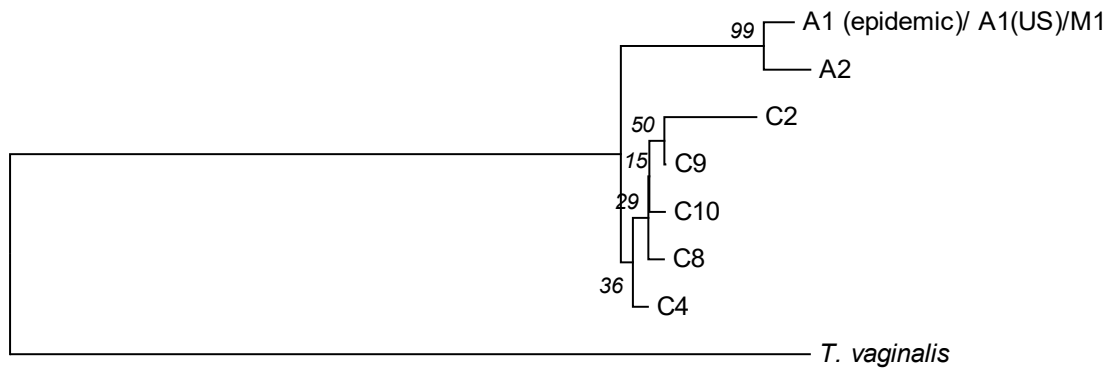 A1 (epidemic)/ A1(US)/M1
99
A2
C2
50
C9
15
C10
29
C8
36
C4
T. vaginalis